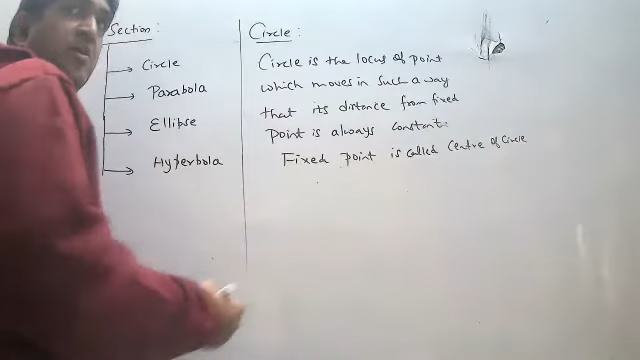 Section:
Circle
Parabola
Ellipse
Hyperbola
Circle:
Circle is the locus of point
which moves in such a way
that its distance from fixed
point is always constant.
Fixed point is called Centre of Circle